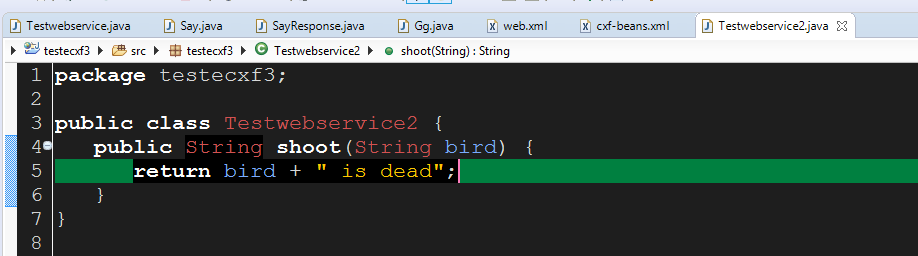 Testwebservice.java Say.java SayResponse.java Gg.java web.xml cxf-beans.xml Testwebservice2.java
testecxf3 src testecxf3 Testwebservice2 shoot(String) : String
1 package testecxf3;
2
3 public class Testwebservice2 {
4 public String shoot(String bird) {
5 return bird + " is dead";
6 }
7 }
8